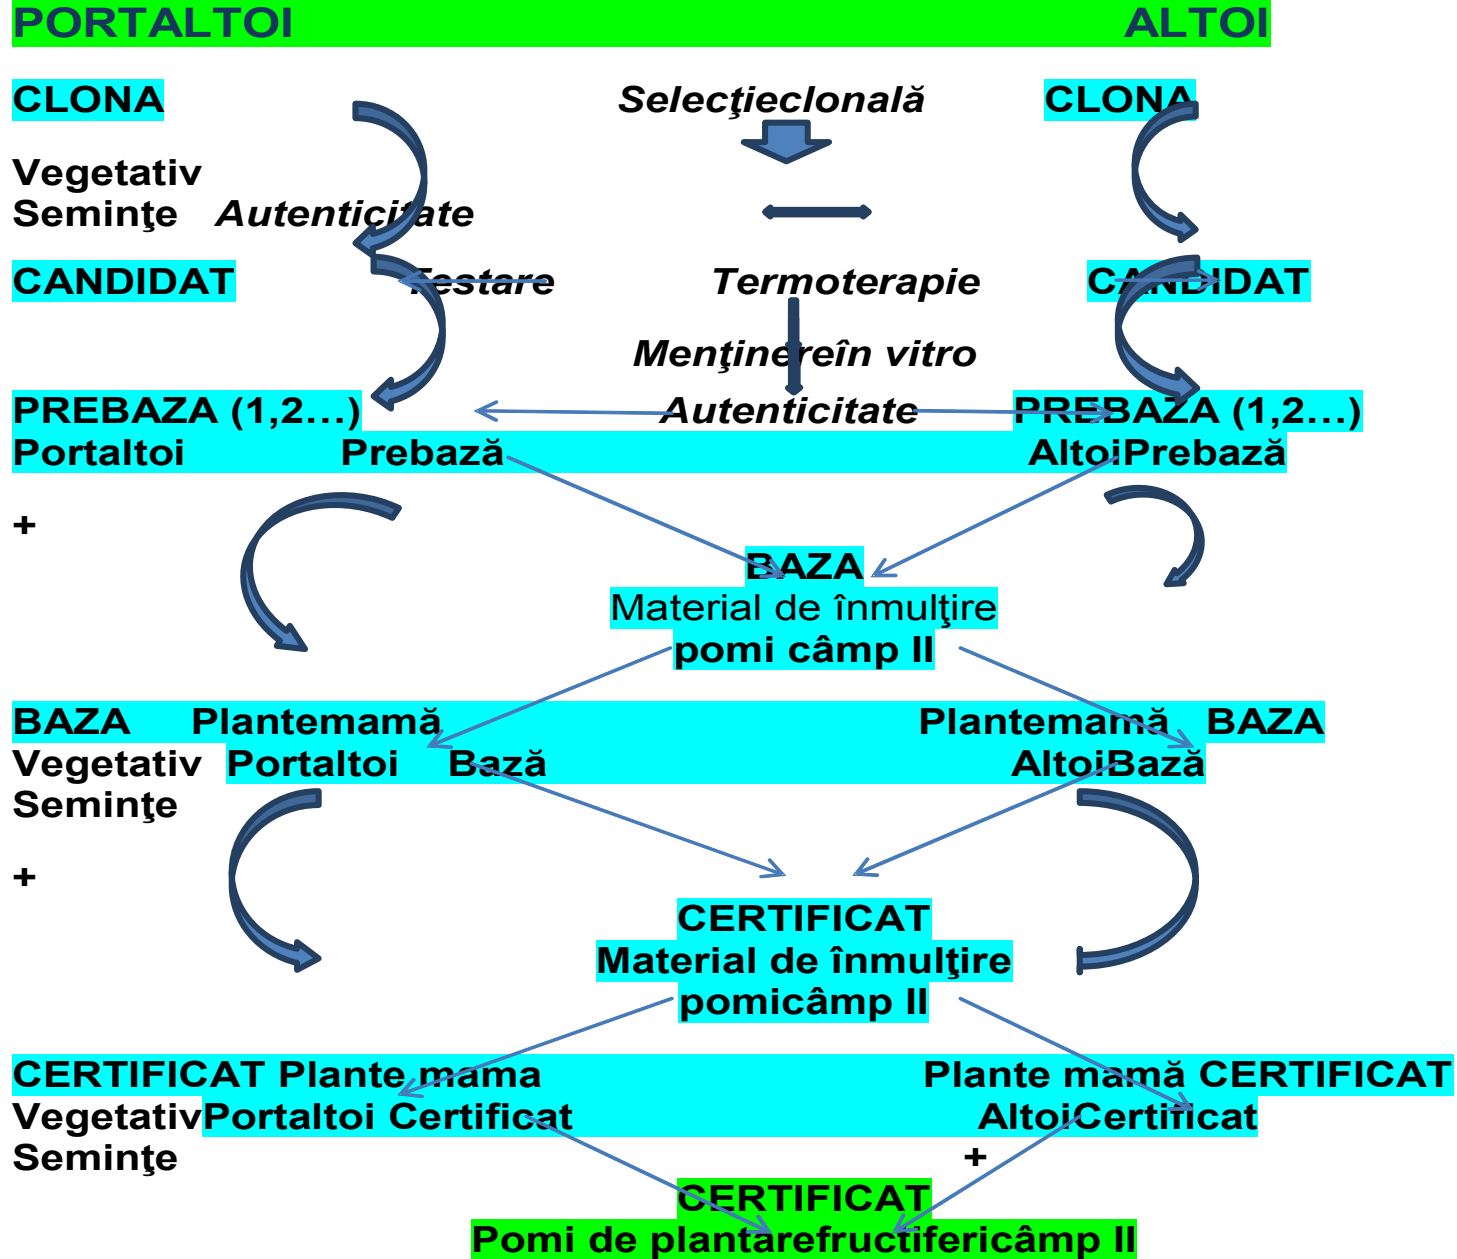 PORTALTOI ALTOI
CLONA Selecţieclonală CLONA
Vegetativ
Seminţe Autenticitate
CANDIDAT Testare Termoterapie CANDIDAT
Menţinereîn vitro
PREBAZA (1,2...) Autenticitate PREBAZA (1,2...)
Portaltoi Prebază AltoiPrebază
+
BAZA
Material de înmulţire
pomi câmp II
BAZA Plantemamă Plantemamă BAZA
Vegetativ Portaltoi Bază AltoiBază
Seminţe
+
CERTIFICAT
Material de înmulţire
pomicâmp II
CERTIFICAT Plante mama Plante mamă CERTIFICAT
VegetativPortaltoi Certificat AltoiCertificat
Seminţe +
CERTIFICAT
Pomi de plantarefructifericâmp II